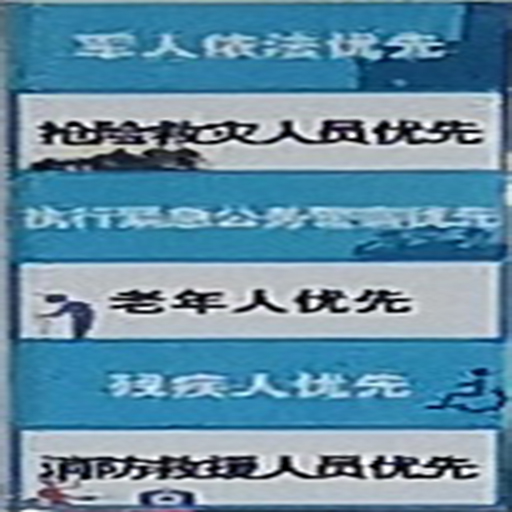 军人依法优先
抢险救灾人员优先
执行紧急公务警察优先
老年人优先
残疾人优先
消防救援人员优先